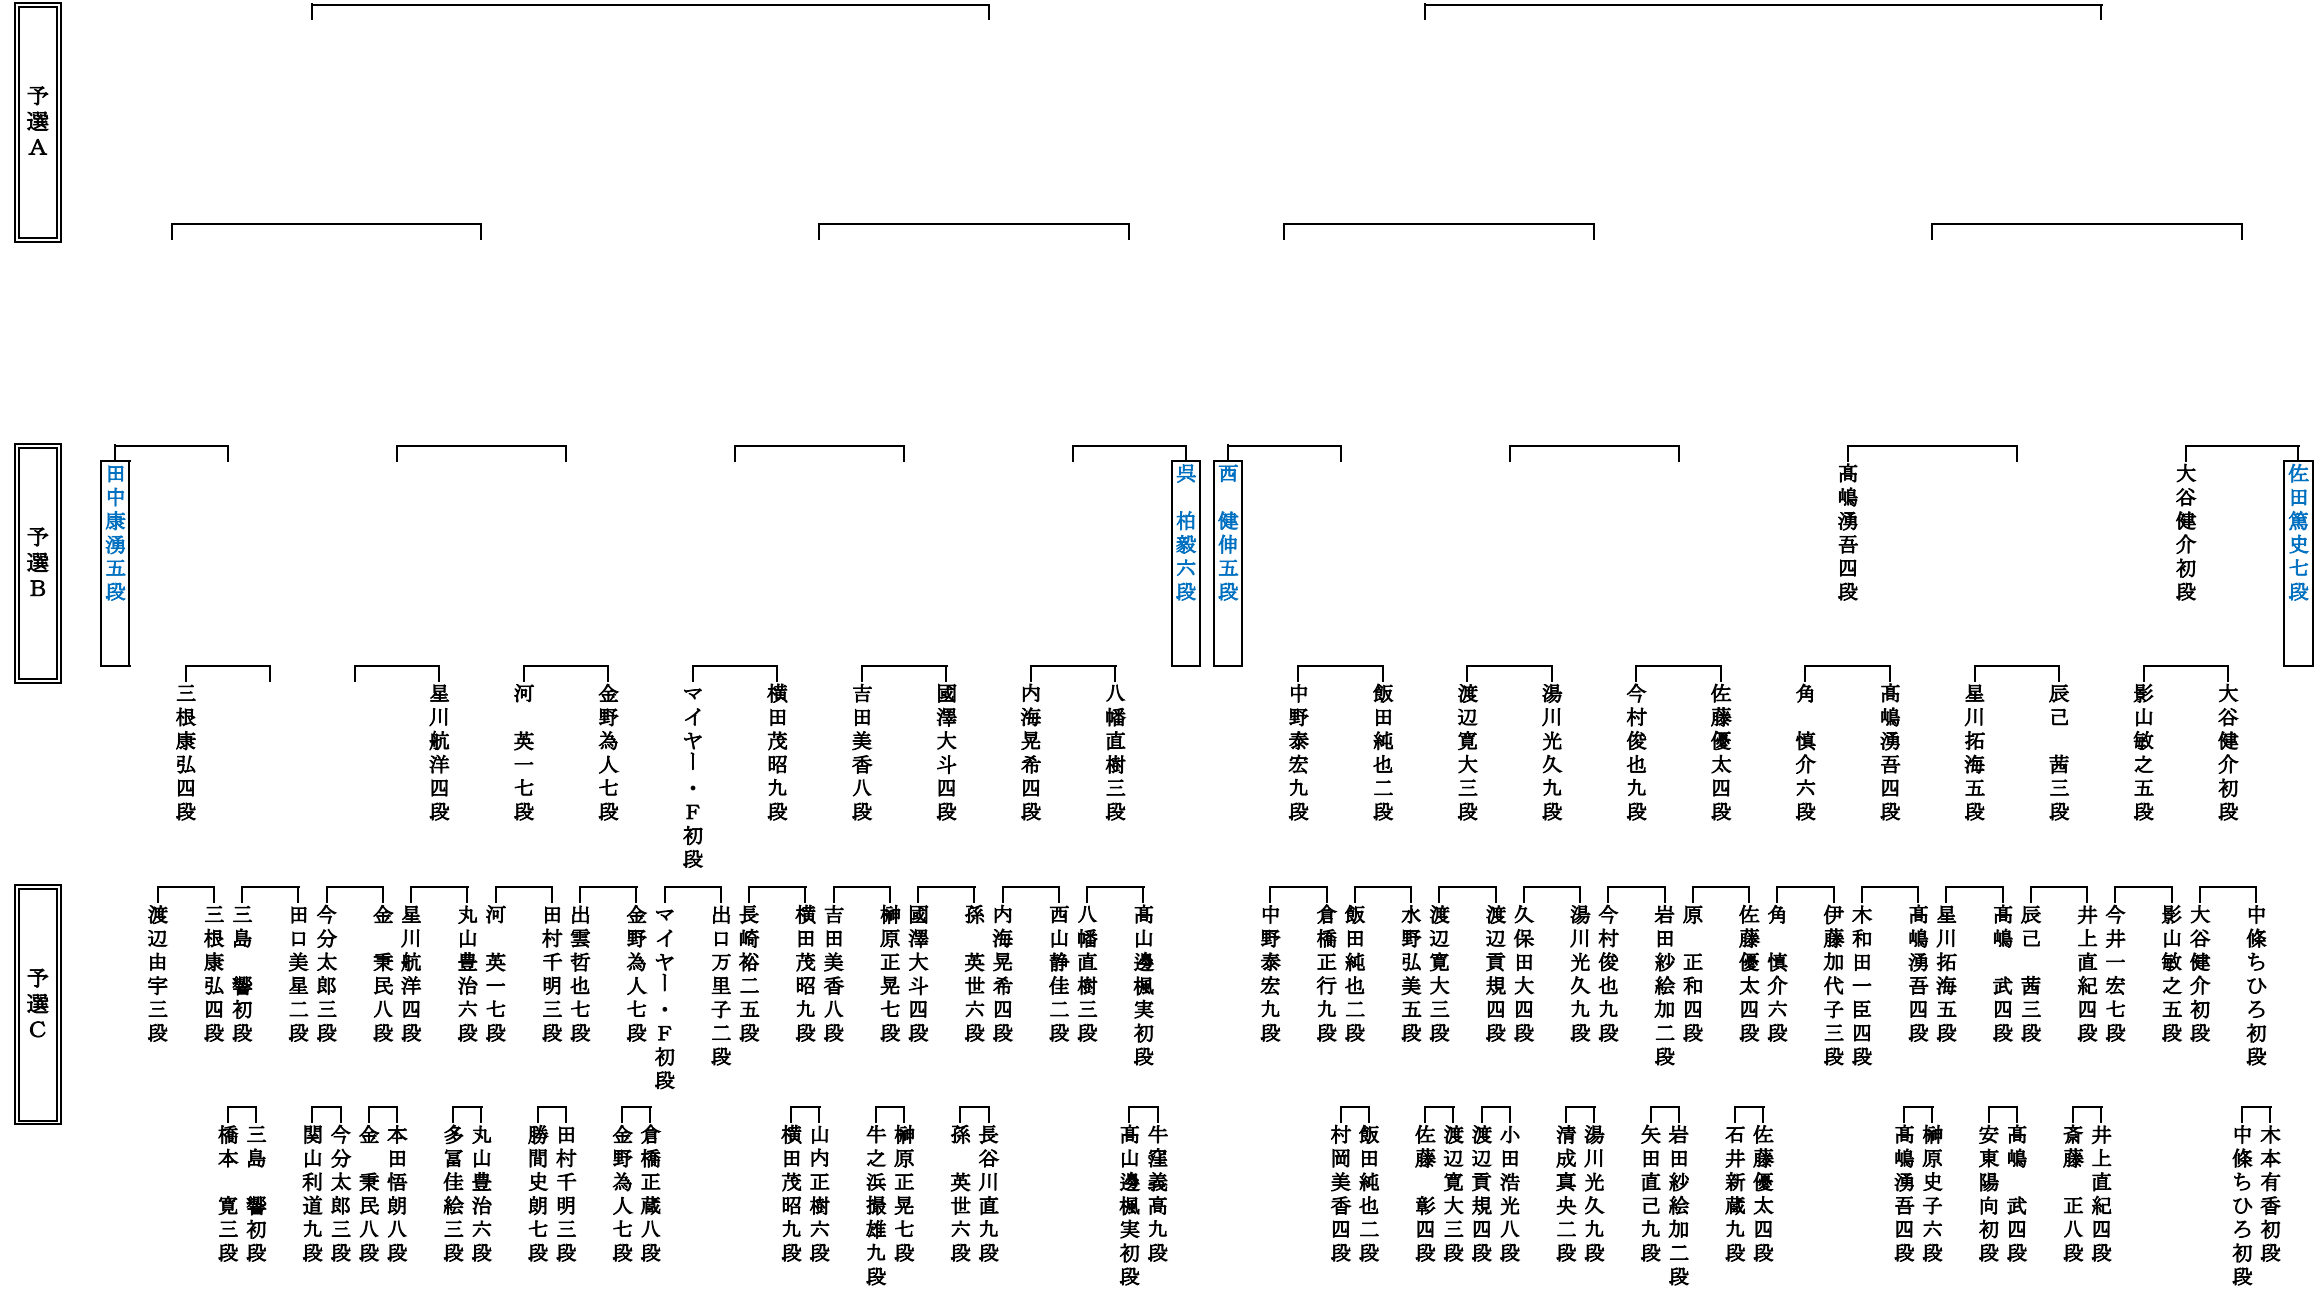 予選Ａ
予選Ｂ
田中康湧五段
呉　柏毅六段
西　健伸五段
髙嶋湧吾四段
大谷健介初段
佐田篤史七段
三根康弘四段
星川航洋四段
河　英一七段
金野為人七段
マイヤー・Ｆ初段
横田茂昭九段
吉田美香八段
國澤大斗四段
内海晃希四段
八幡直樹三段
中野泰宏九段
飯田純也二段
渡辺寛大三段
湯川光久九段
今村俊也九段
佐藤優太四段
角　慎介六段
髙嶋湧吾四段
星川拓海五段
辰己　茜三段
影山敏之五段
大谷健介初段
予選Ｃ
渡辺由宇三段
三根康弘四段
三島　響初段
田口美星二段
今分太郎三段
金　秉民八段
星川航洋四段
丸山豊治六段
河　英一七段
田村千明三段
出雲哲也七段
金野為人七段
マイヤー・Ｆ初段
出口万里子二段
長崎裕二五段
横田茂昭九段
吉田美香八段
榊原正晃七段
國澤大斗四段
孫　英世六段
内海晃希四段
西山静佳二段
八幡直樹三段
髙山邊楓実初段
中野泰宏九段
倉橋正行九段
飯田純也二段
水野弘美五段
渡辺寛大三段
渡辺貢規四段
久保田大四段
湯川光久九段
今村俊也九段
岩田紗絵加二段
原　正和四段
佐藤優太四段
角　慎介六段
伊藤加代子三段
木和田一臣四段
髙嶋湧吾四段
星川拓海五段
髙嶋　武四段
辰己　茜三段
井上直紀四段
今井一宏七段
影山敏之五段
大谷健介初段
中條ちひろ初段
橋本　寛三段
三島　響初段
関山利道九段
今分太郎三段
金　秉民八段
本田悟朗八段
多冨佳絵三段
丸山豊治六段
勝間史朗七段
田村千明三段
金野為人七段
倉橋正蔵八段
横田茂昭九段
山内正樹六段
牛之浜撮雄九段
榊原正晃七段
孫　英世六段
長谷川直九段
髙山邊楓実初段
牛窪義高九段
村岡美香四段
飯田純也二段
佐藤　彰四段
渡辺寛大三段
渡辺貢規四段
小田浩光八段
清成真央二段
湯川光久九段
矢田直己九段
岩田紗絵加二段
石井新蔵九段
佐藤優太四段
髙嶋湧吾四段
榊原史子六段
安東陽向初段
髙嶋　武四段
斎藤　正八段
井上直紀四段
中條ちひろ初段
木本有香初段